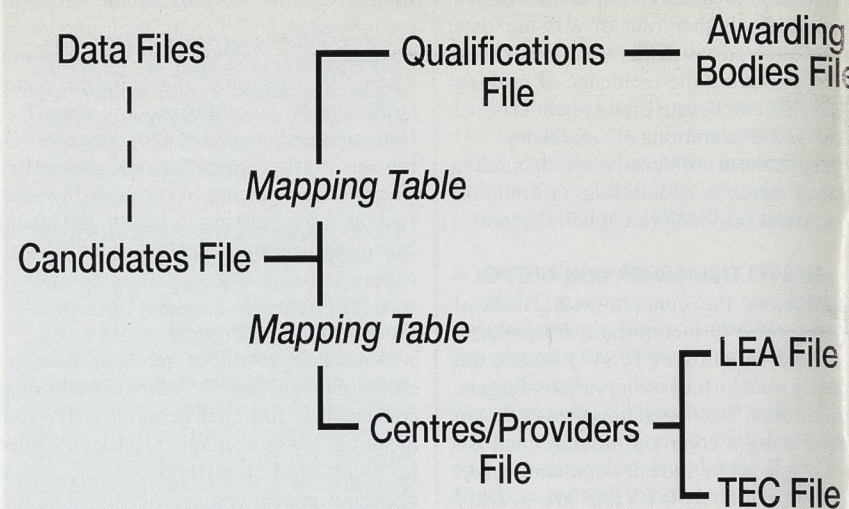 Data Files
Qualifications
File
Awarding
Bodies File
Mapping Table
Candidates File
Mapping Table
Centres/Providers
File
LEA File
TEC File